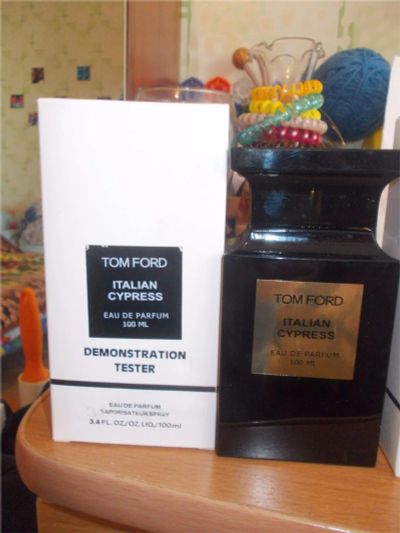 TOM FORD
ITALIAN
CYPRESS
EAU DE PARFUM
100 ML
DEMONSTRATION
TESTER
EAU DE PARFUM
VAPORISATEUR SPRAY
3.4 FL. OZ./OZ. LIQ./100ml
TOM FORD
ITALIAN
CYPRESS
EAU DE PARFUM
100 ML